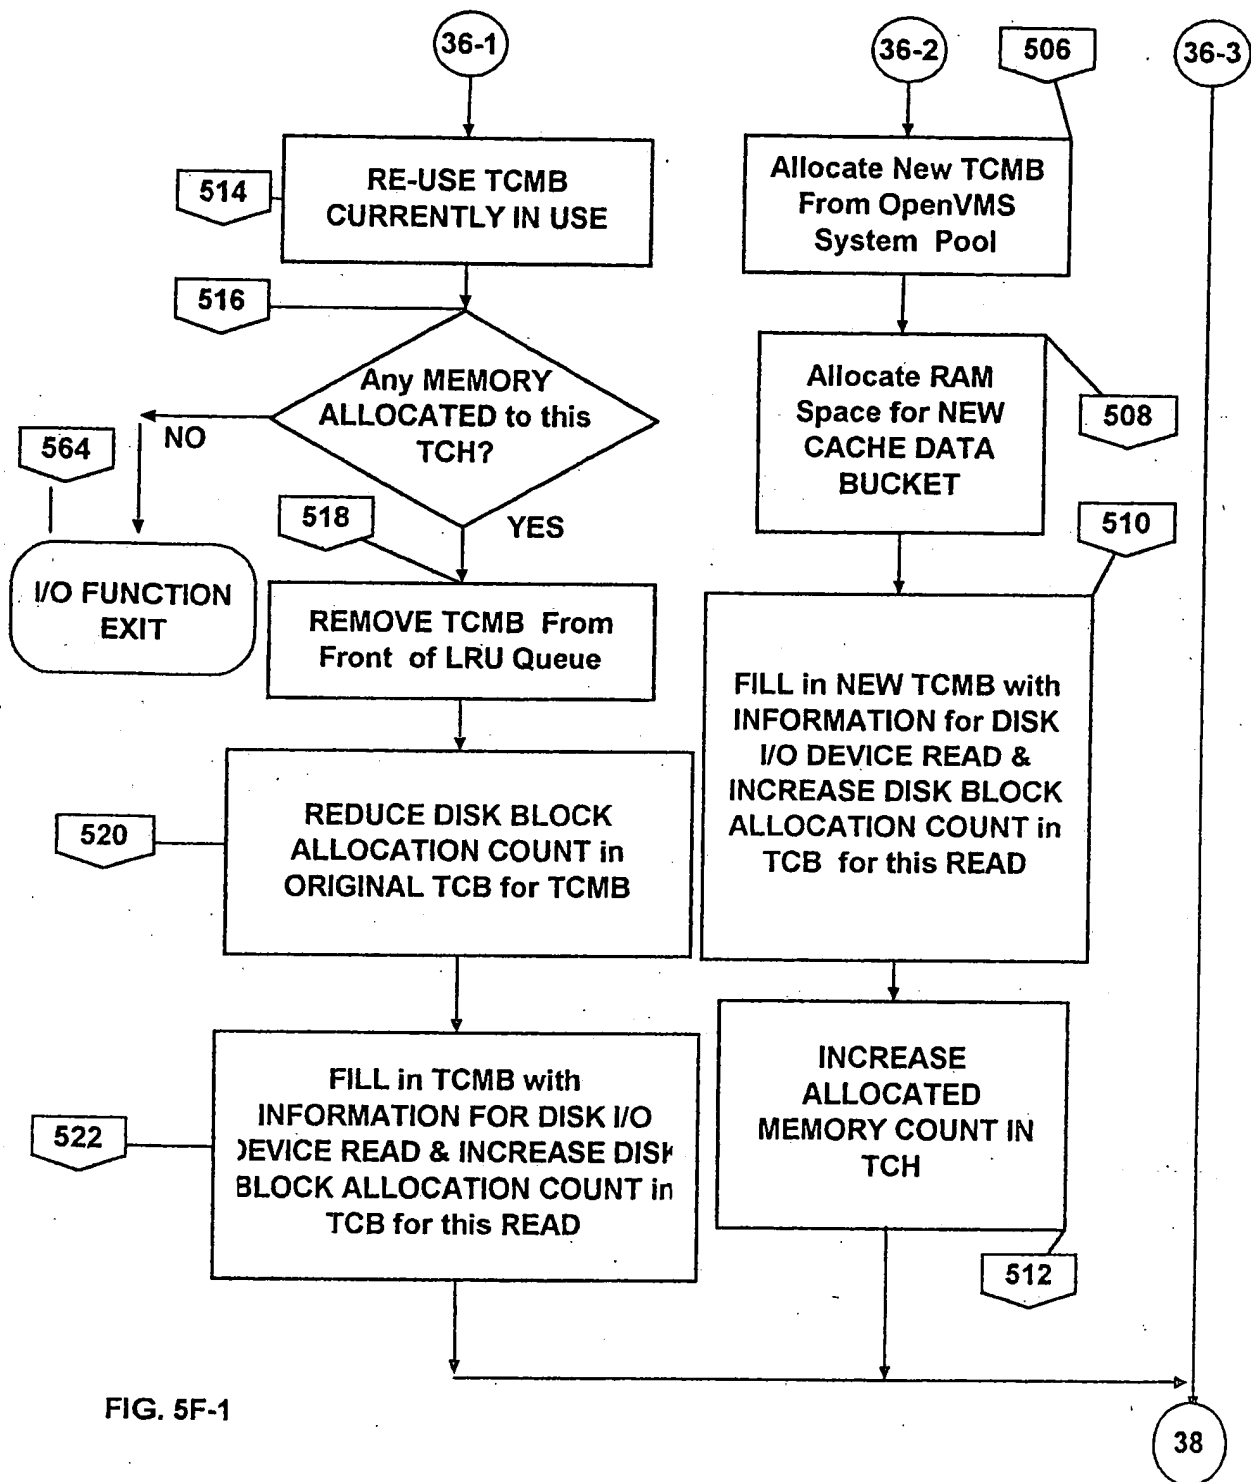 36-1
36-2
506
36-3
514
RE-USE TCMB
CURRENTLY IN USE
Allocate New TCMB
From OpenVMS
System Pool
516
Any MEMORY
ALLOCATED to this
TCH?
NO
YES
564
I/O FUNCTION
EXIT
518
Allocate RAM
Space for NEW
CACHE DATA
BUCKET
508
510
REMOVE TCMB From
Front of LRU Queue
FILL in NEW TCMB with
INFORMATION for DISK
I/O DEVICE READ &
INCREASE DISK BLOCK
ALLOCATION COUNT in
TCB for this READ
520
REDUCE DISK BLOCK
ALLOCATION COUNT in
ORIGINAL TCB for TCMB
522
FILL in TCMB with
INFORMATION FOR DISK I/O
DEVICE READ & INCREASE DISK
BLOCK ALLOCATION COUNT in
TCB for this READ
INCREASE
ALLOCATED
MEMORY COUNT IN
TCH
512
FIG. 5F-1
38